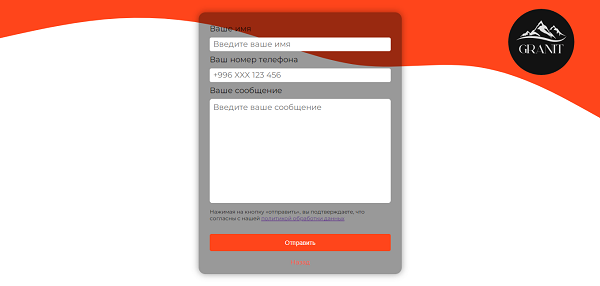 Ваше имя
Введите ваше имя
GRANIT
Ваш номер телефона
+996 XXX 123 456
Ваше сообщение
Введите ваше сообщение
Нажимая на кнопку «отправить», вы подтверждаете, что
согласны с нашей политикой обработки данных
Отправить
Назад